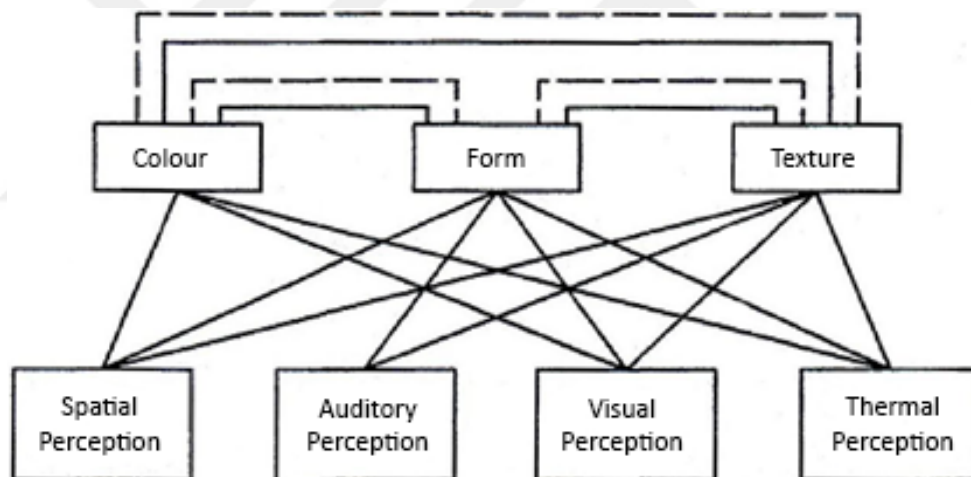 Colour
Form
Texture
Spatial
Perception
Auditory
Perception
Visual
Perception
Thermal
Perception